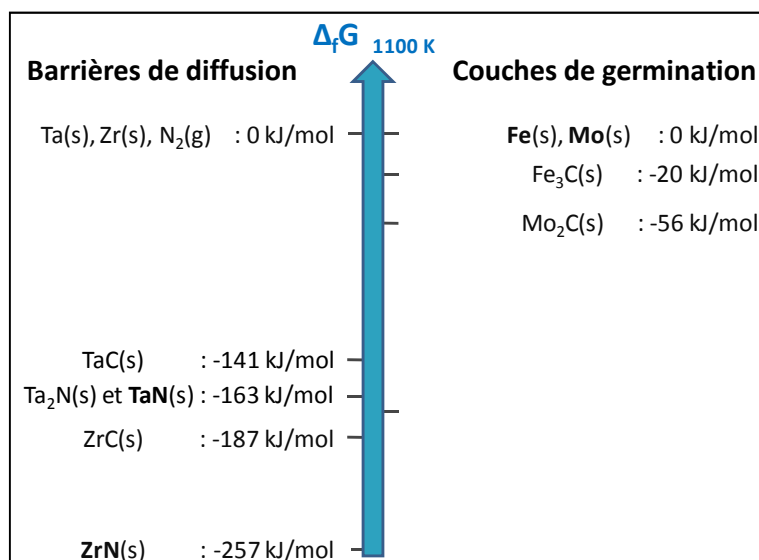 Δ_fG 1100 K
Barrières de diffusion
Couches de germination
Ta(s), Zr(s), N₂(g) : 0 kJ/mol
Fe(s), Mo(s) : 0 kJ/mol
Fe₃C(s) : -20 kJ/mol
Mo₂C(s) : -56 kJ/mol
TaC(s) : -141 kJ/mol
Ta₂N(s) et TaN(s) : -163 kJ/mol
ZrC(s) : -187 kJ/mol
ZrN(s) : -257 kJ/mol